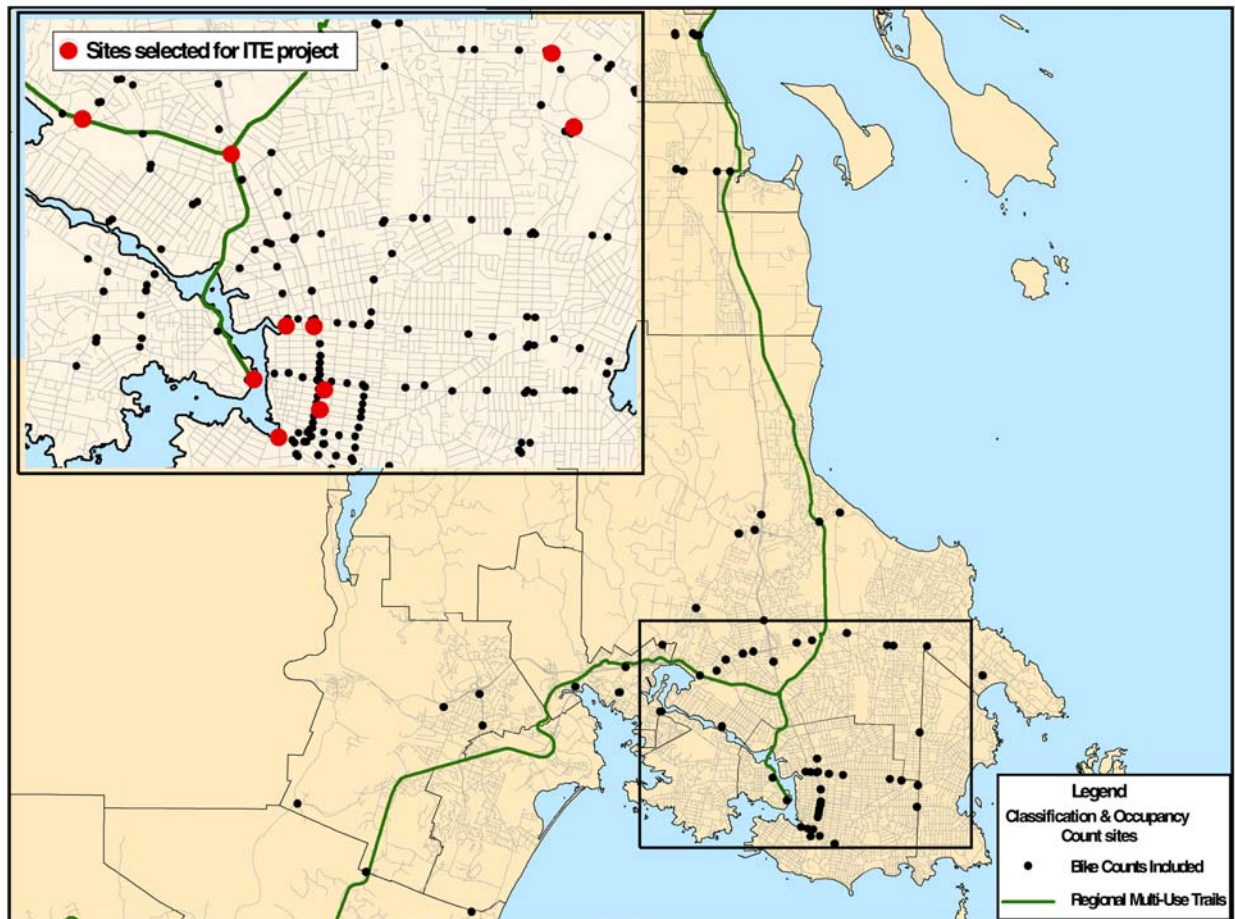 Sites selected for ITE project
Legend
Classification & Occupancy
Count sites
Bike Counts Included
Regional Multi-Use Trails